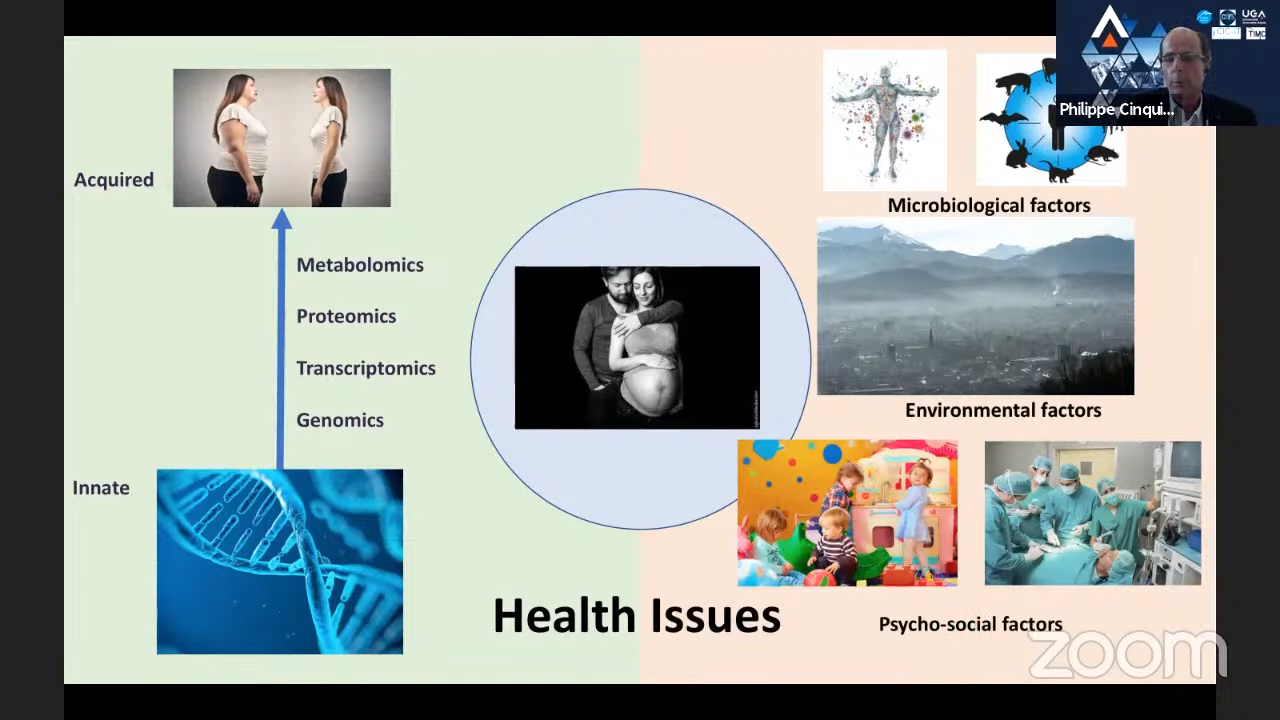 UGA
TIMC
Philippe Cinqui...
Acquired
Metabolomics
Proteomics
Transcriptomics
Genomics
Innate
Microbiological factors
Environmental factors
Health Issues
Psycho-social factors
zoom